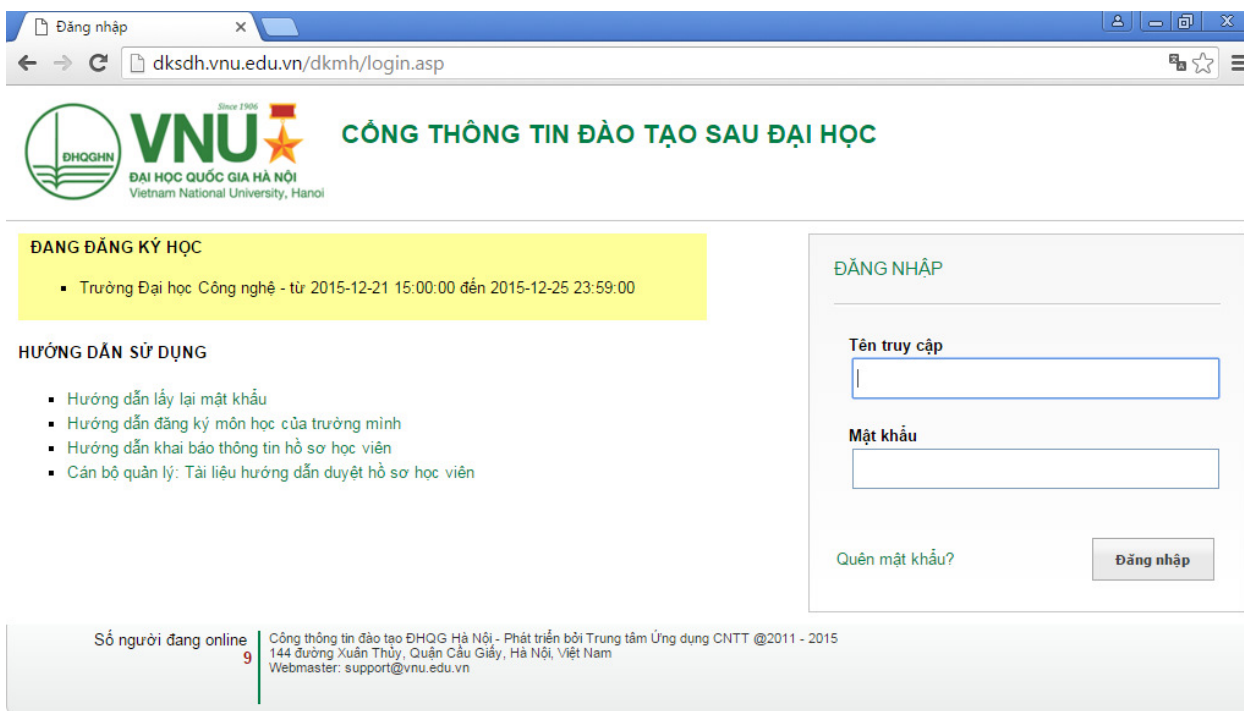 Đăng nhập
dksdh.vnu.edu.vn/dkmh/login.asp
Since 1906
VNU
ĐHQGHN
ĐẠI HỌC QUỐC GIA HÀ NỘI
Vietnam National University, Hanoi
CỔNG THÔNG TIN ĐÀO TẠO SAU ĐẠI HỌC
ĐANG ĐĂNG KÝ HỌC
Trường Đại học Công nghệ - từ 2015-12-21 15:00:00 đến 2015-12-25 23:59:00
HƯỚNG DẪN SỬ DỤNG
Hướng dẫn lấy lại mật khẩu
Hướng dẫn đăng ký môn học của trường mình
Hướng dẫn khai báo thông tin hồ sơ học viên
Cán bộ quản lý: Tài liệu hướng dẫn duyệt hồ sơ học viên
ĐĂNG NHẬP
Tên truy cập
Mật khẩu
Quên mật khẩu?
Đăng nhập
Số người đang online
9
Cổng thông tin đào tạo ĐHQG Hà Nội - Phát triển bởi Trung tâm Ứng dụng CNTT @2011 - 2015
144 đường Xuân Thủy, Quận Cầu Giấy, Hà Nội, Việt Nam
Webmaster: support@vnu.edu.vn